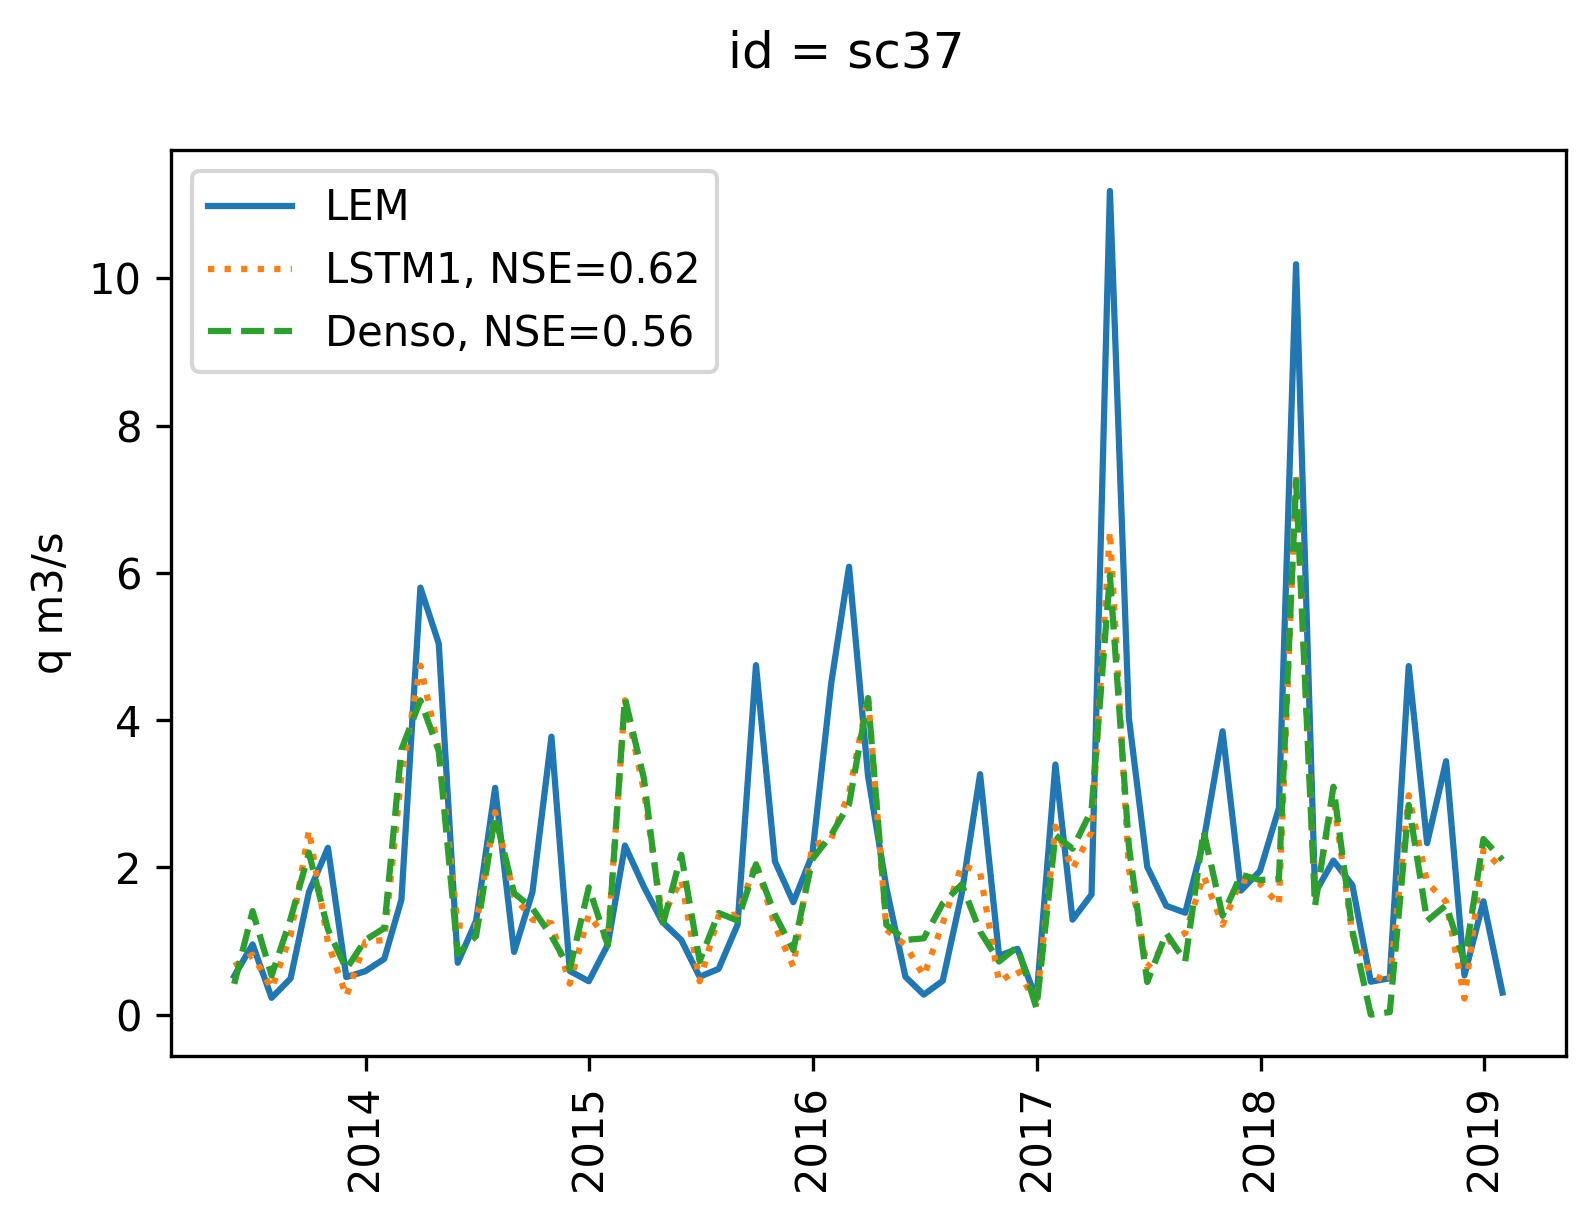 id = sc37
LEM
LSTM1, NSE=0.62
Denso, NSE=0.56
q m3/s
10
8
6
4
2
0
2014
2015
2016
2017
2018
2019